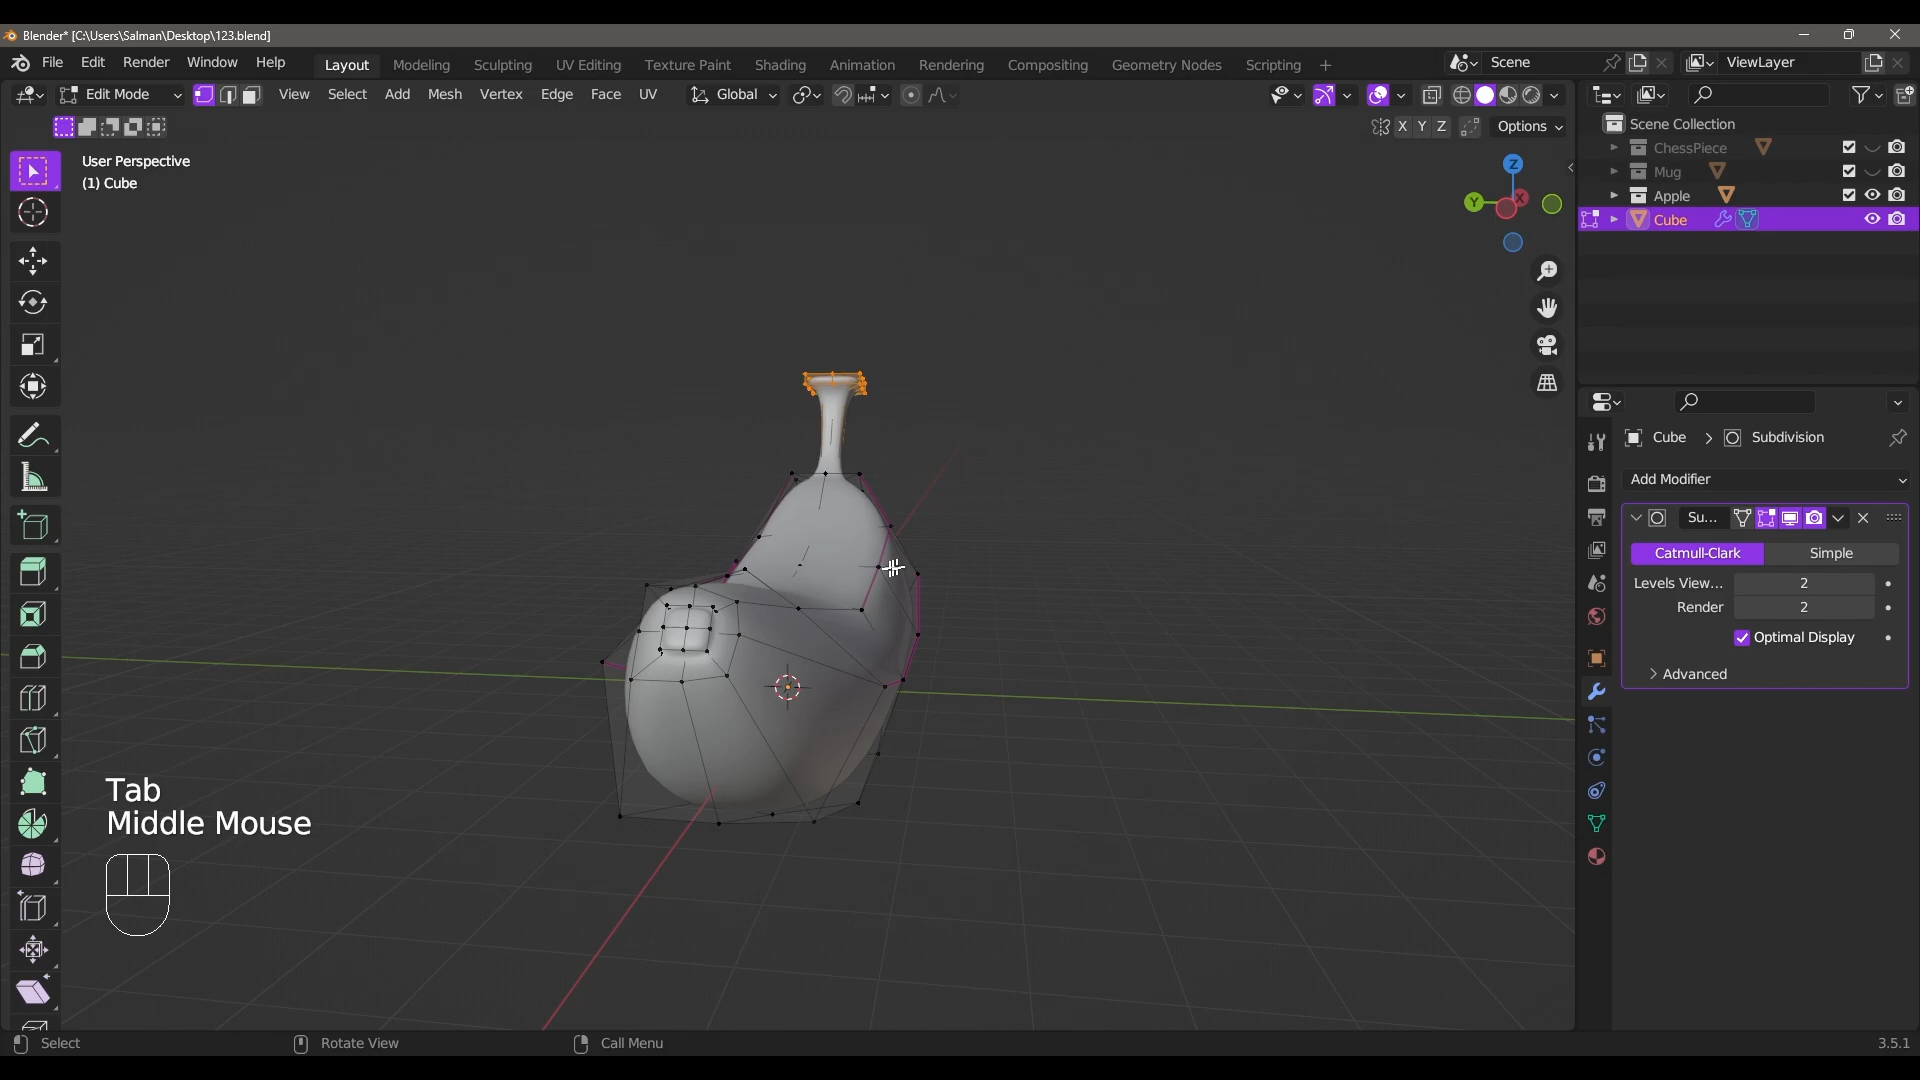 Blender* [C:\Users\Salman\Desktop\123.blend]
File Edit Render Window Help
Layout Modeling Sculpting UV Editing Texture Paint Shading Animation Rendering Compositing Geometry Nodes Scripting +
Scene
ViewLayer
Edit Mode View Select Add Mesh Vertex Edge Face UV Global
X Y Z Options
User Perspective
(1) Cube
Z
Y X
Scene Collection
ChessPiece
Mug
Apple
Cube
Cube > Subdivision
Add Modifier
Su...
Catmull-Clark Simple
Levels View... 2
Render 2
Optimal Display
Advanced
Tab
Middle Mouse
Select Rotate View Call Menu 3.5.1